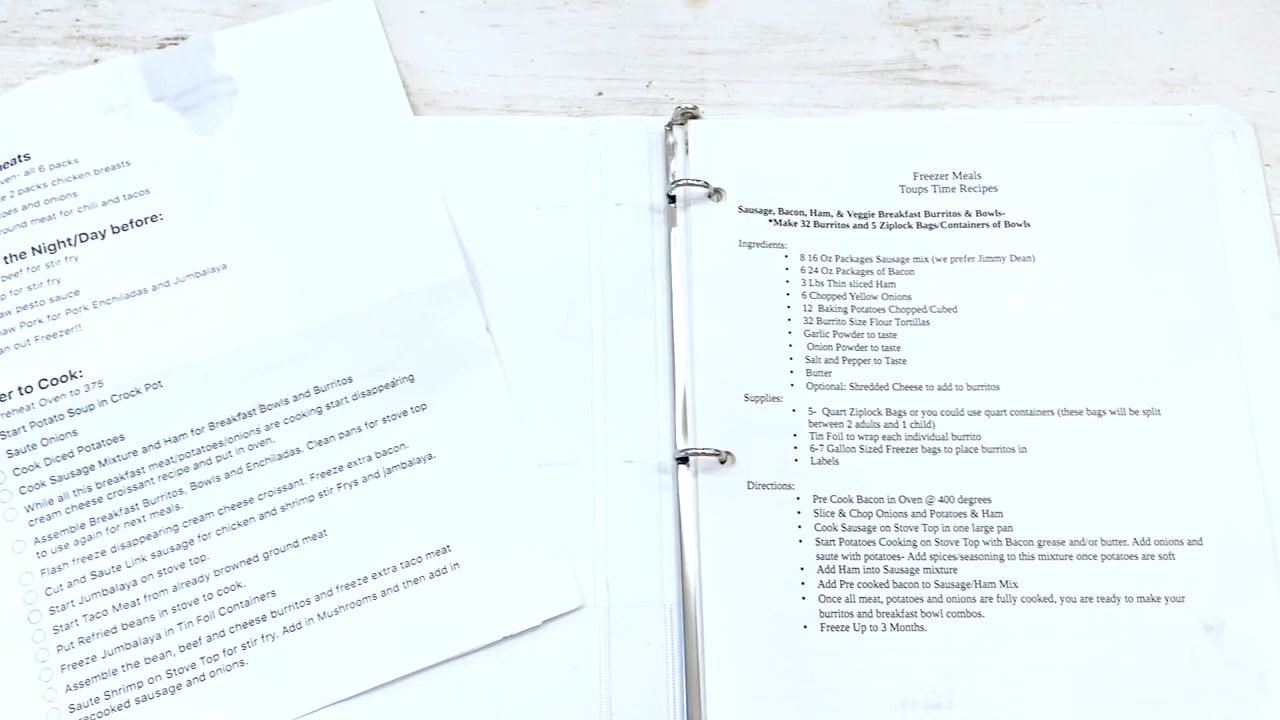 eats
ven- all 6 packs
e 2 packs chicken breasts
oes and onions
round meat for chili and tacos
the Night/Day before:
beef for stir fry
p for stir fry
aw pesto sauce
haw Pork for Pork Enchiladas and Jumbalaya
an out Freezer!!
er to Cook:
reheat Oven to 375
Start Potato Soup in Crock Pot
Saute Onions
Cook Diced Potatoes
Cook Sausage Mixture and Ham for Breakfast Bowls and Burritos
While all this breakfast meat/potatoes/onions are cooking start disappearing
cream cheese croissant recipe and put in oven.
Assemble Breakfast Burritos, Bowls and Enchiladas. Clean pans for stove top
to use again for next meals.
Flash freeze disappearing cream cheese croissant. Freeze extra bacon.
Cut and Saute Link sausage for chicken and shrimp stir Frys and jambalaya.
Start Jumbalaya on stove top.
Start Taco Meat from already browned ground meat
Put Refried beans in stove to cook.
Freeze Jumbalaya in Tin Foil Containers
Assemble the bean, beef and cheese burritos and freeze extra taco meat
Saute Shrimp on Stove Top for stir fry. Add in Mushrooms and then add in
recooked sausage and onions.
Freezer Meals
Toups Time Recipes
Sausage, Bacon, Ham, & Veggie Breakfast Burritos & Bowls-
*Make 32 Burritos and 5 Ziplock Bags/Containers of Bowls
Ingredients:
• 8 16 Oz Packages Sausage mix (we prefer Jimmy Dean)
• 6 24 Oz Packages of Bacon
• 3 Lbs Thin sliced Ham
• 6 Chopped Yellow Onions
• 12 Baking Potatoes Chopped/Cubed
• 32 Burrito Size Flour Tortillas
• Garlic Powder to taste
• Onion Powder to taste
• Salt and Pepper to Taste
• Butter
• Optional: Shredded Cheese to add to burritos
Supplies:
• 5- Quart Ziplock Bags or you could use quart containers (these bags will be split
between 2 adults and 1 child)
• Tin Foil to wrap each individual burrito
• 6-7 Gallon Sized Freezer bags to place burritos in
• Labels
Directions:
• Pre Cook Bacon in Oven @ 400 degrees
• Slice & Chop Onions and Potatoes & Ham
• Cook Sausage on Stove Top in one large pan
• Start Potatoes Cooking on Stove Top with Bacon grease and/or butter. Add onions and
saute with potatoes- Add spices/seasoning to this mixture once potatoes are soft
• Add Ham into Sausage mixture
• Add Pre cooked bacon to Sausage/Ham Mix
• Once all meat, potatoes and onions are fully cooked, you are ready to make your
burritos and breakfast bowl combos.
• Freeze Up to 3 Months.